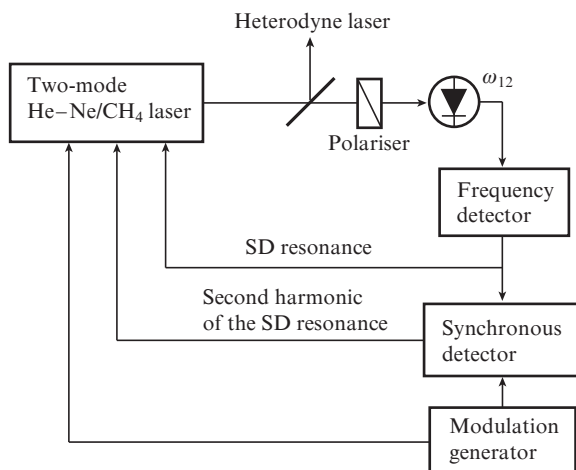 Heterodyne laser
Two-mode
He–Ne/CH₄ laser
ω₁₂
Polariser
Frequency
detector
SD resonance
Second harmonic
of the SD resonance
Synchronous
detector
Modulation
generator